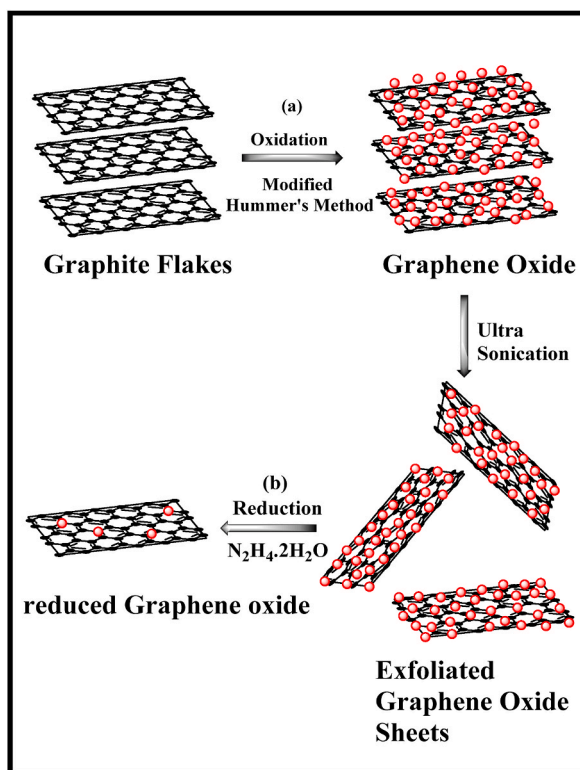 (a)
Oxidation
Modified
Hummer's Method
Graphite Flakes
Graphene Oxide
Ultra
Sonication
(b)
Reduction
N₂H₄.2H₂O
reduced Graphene oxide
Exfoliated
Graphene Oxide
Sheets